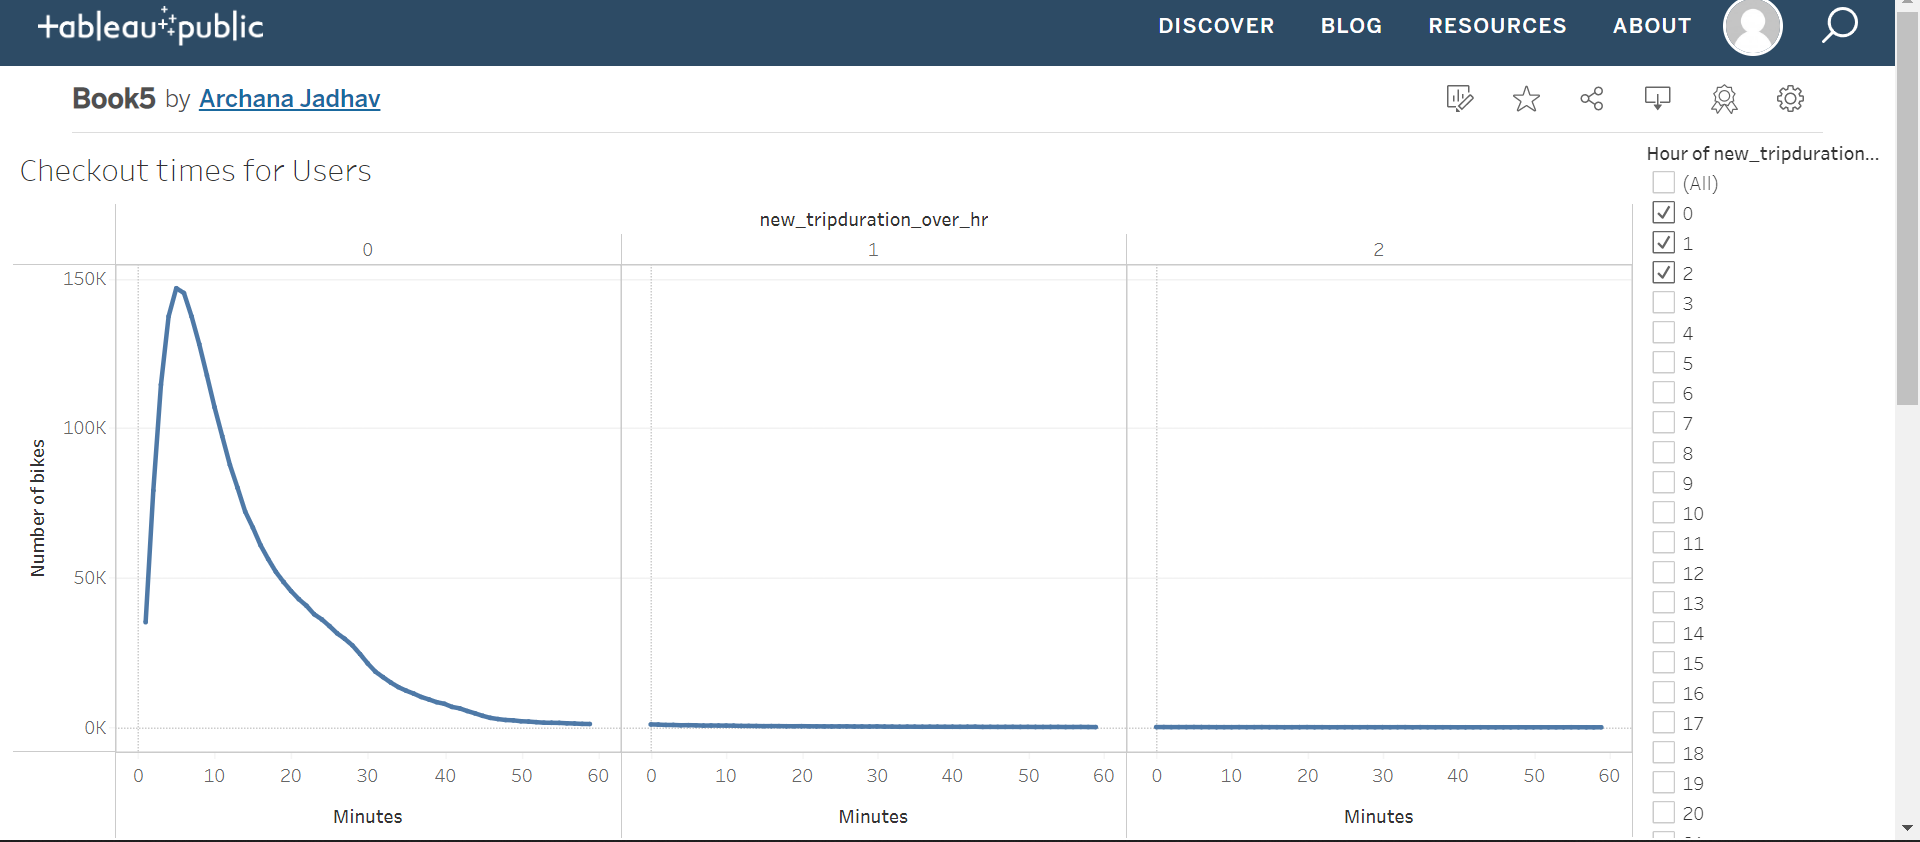 +ableau public
DISCOVER BLOG RESOURCES ABOUT
Book5 by Archana Jadhav
Checkout times for Users
new_tripduration_over_hr
0 1 2
150K
100K
50K
0K
Number of bikes
0 10 20 30 40 50 60 0 10 20 30 40 50 60 0 10 20 30 40 50 60
Minutes Minutes Minutes
Hour of new_tripduration...
(All)
0
1
2
3
4
5
6
7
8
9
10
11
12
13
14
15
16
17
18
19
20